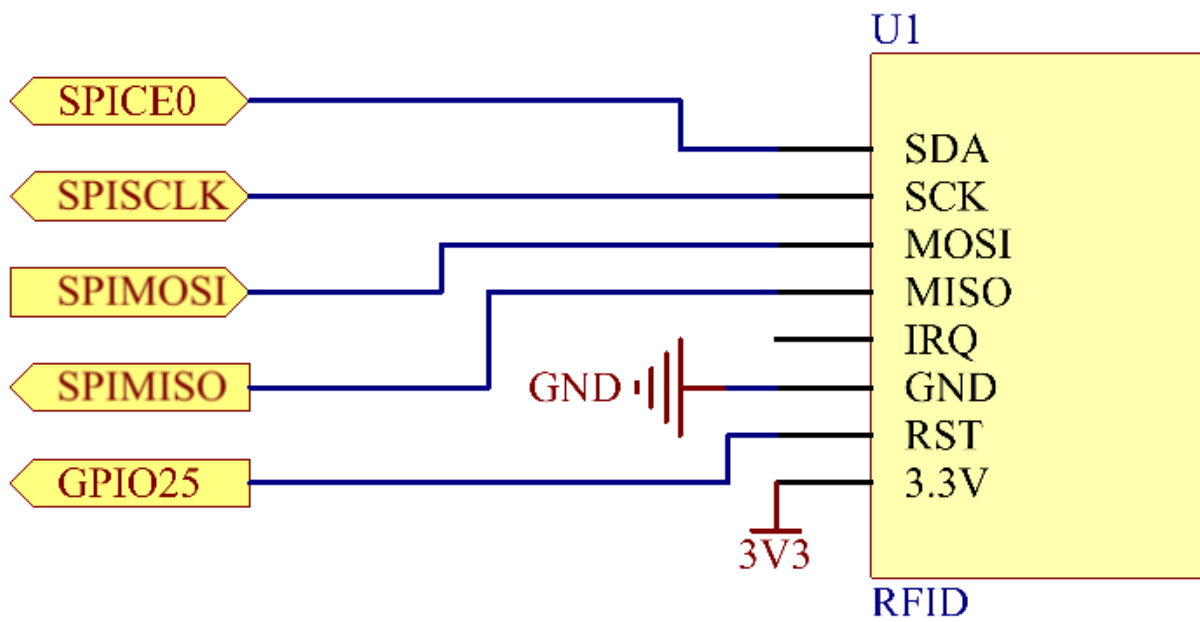 U1
SPICE0
SDA
SPISCLK
SCK
MOSI
SPIMOSI
MISO
IRQ
SPIMISO
GND
GND
RST
GPIO25
3.3V
3V3
RFID